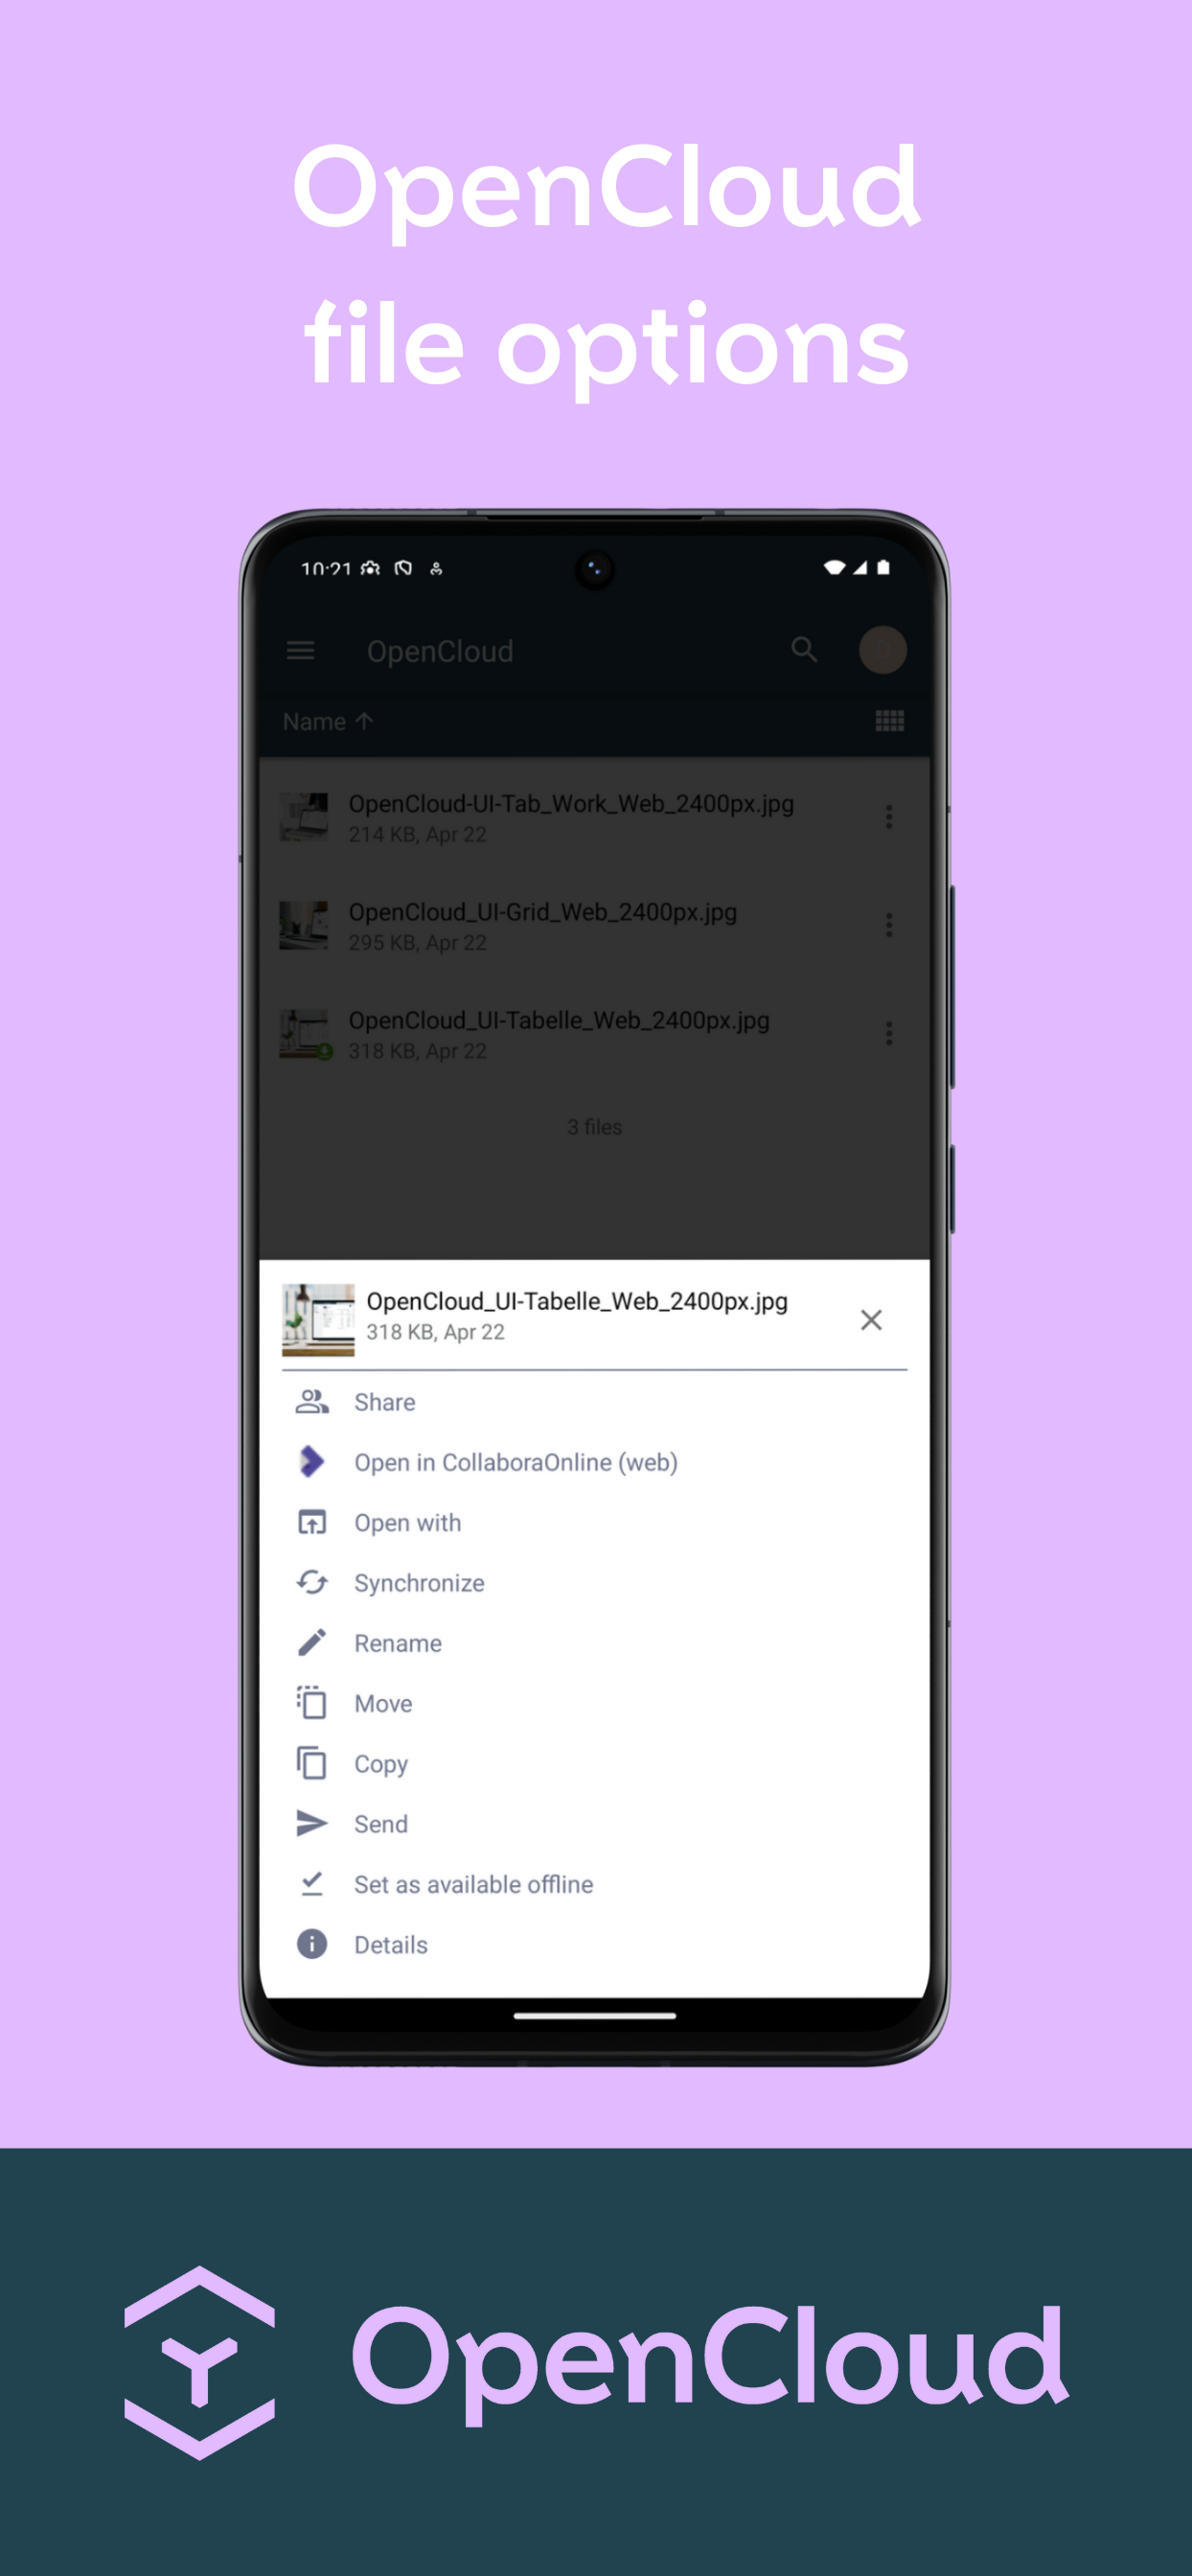 OpenCloud
file options
10:21
OpenCloud
D
Name
OpenCloud-UI-Tab_Work_Web_2400px.jpg
214 KB, Apr 22
OpenCloud_UI-Grid_Web_2400px.jpg
295 KB, Apr 22
OpenCloud_UI-Tabelle_Web_2400px.jpg
318 KB, Apr 22
3 files
OpenCloud_UI-Tabelle_Web_2400px.jpg
318 KB, Apr 22
Share
Open in CollaboraOnline (web)
Open with
Synchronize
Rename
Move
Copy
Send
Set as available offline
Details
OpenCloud